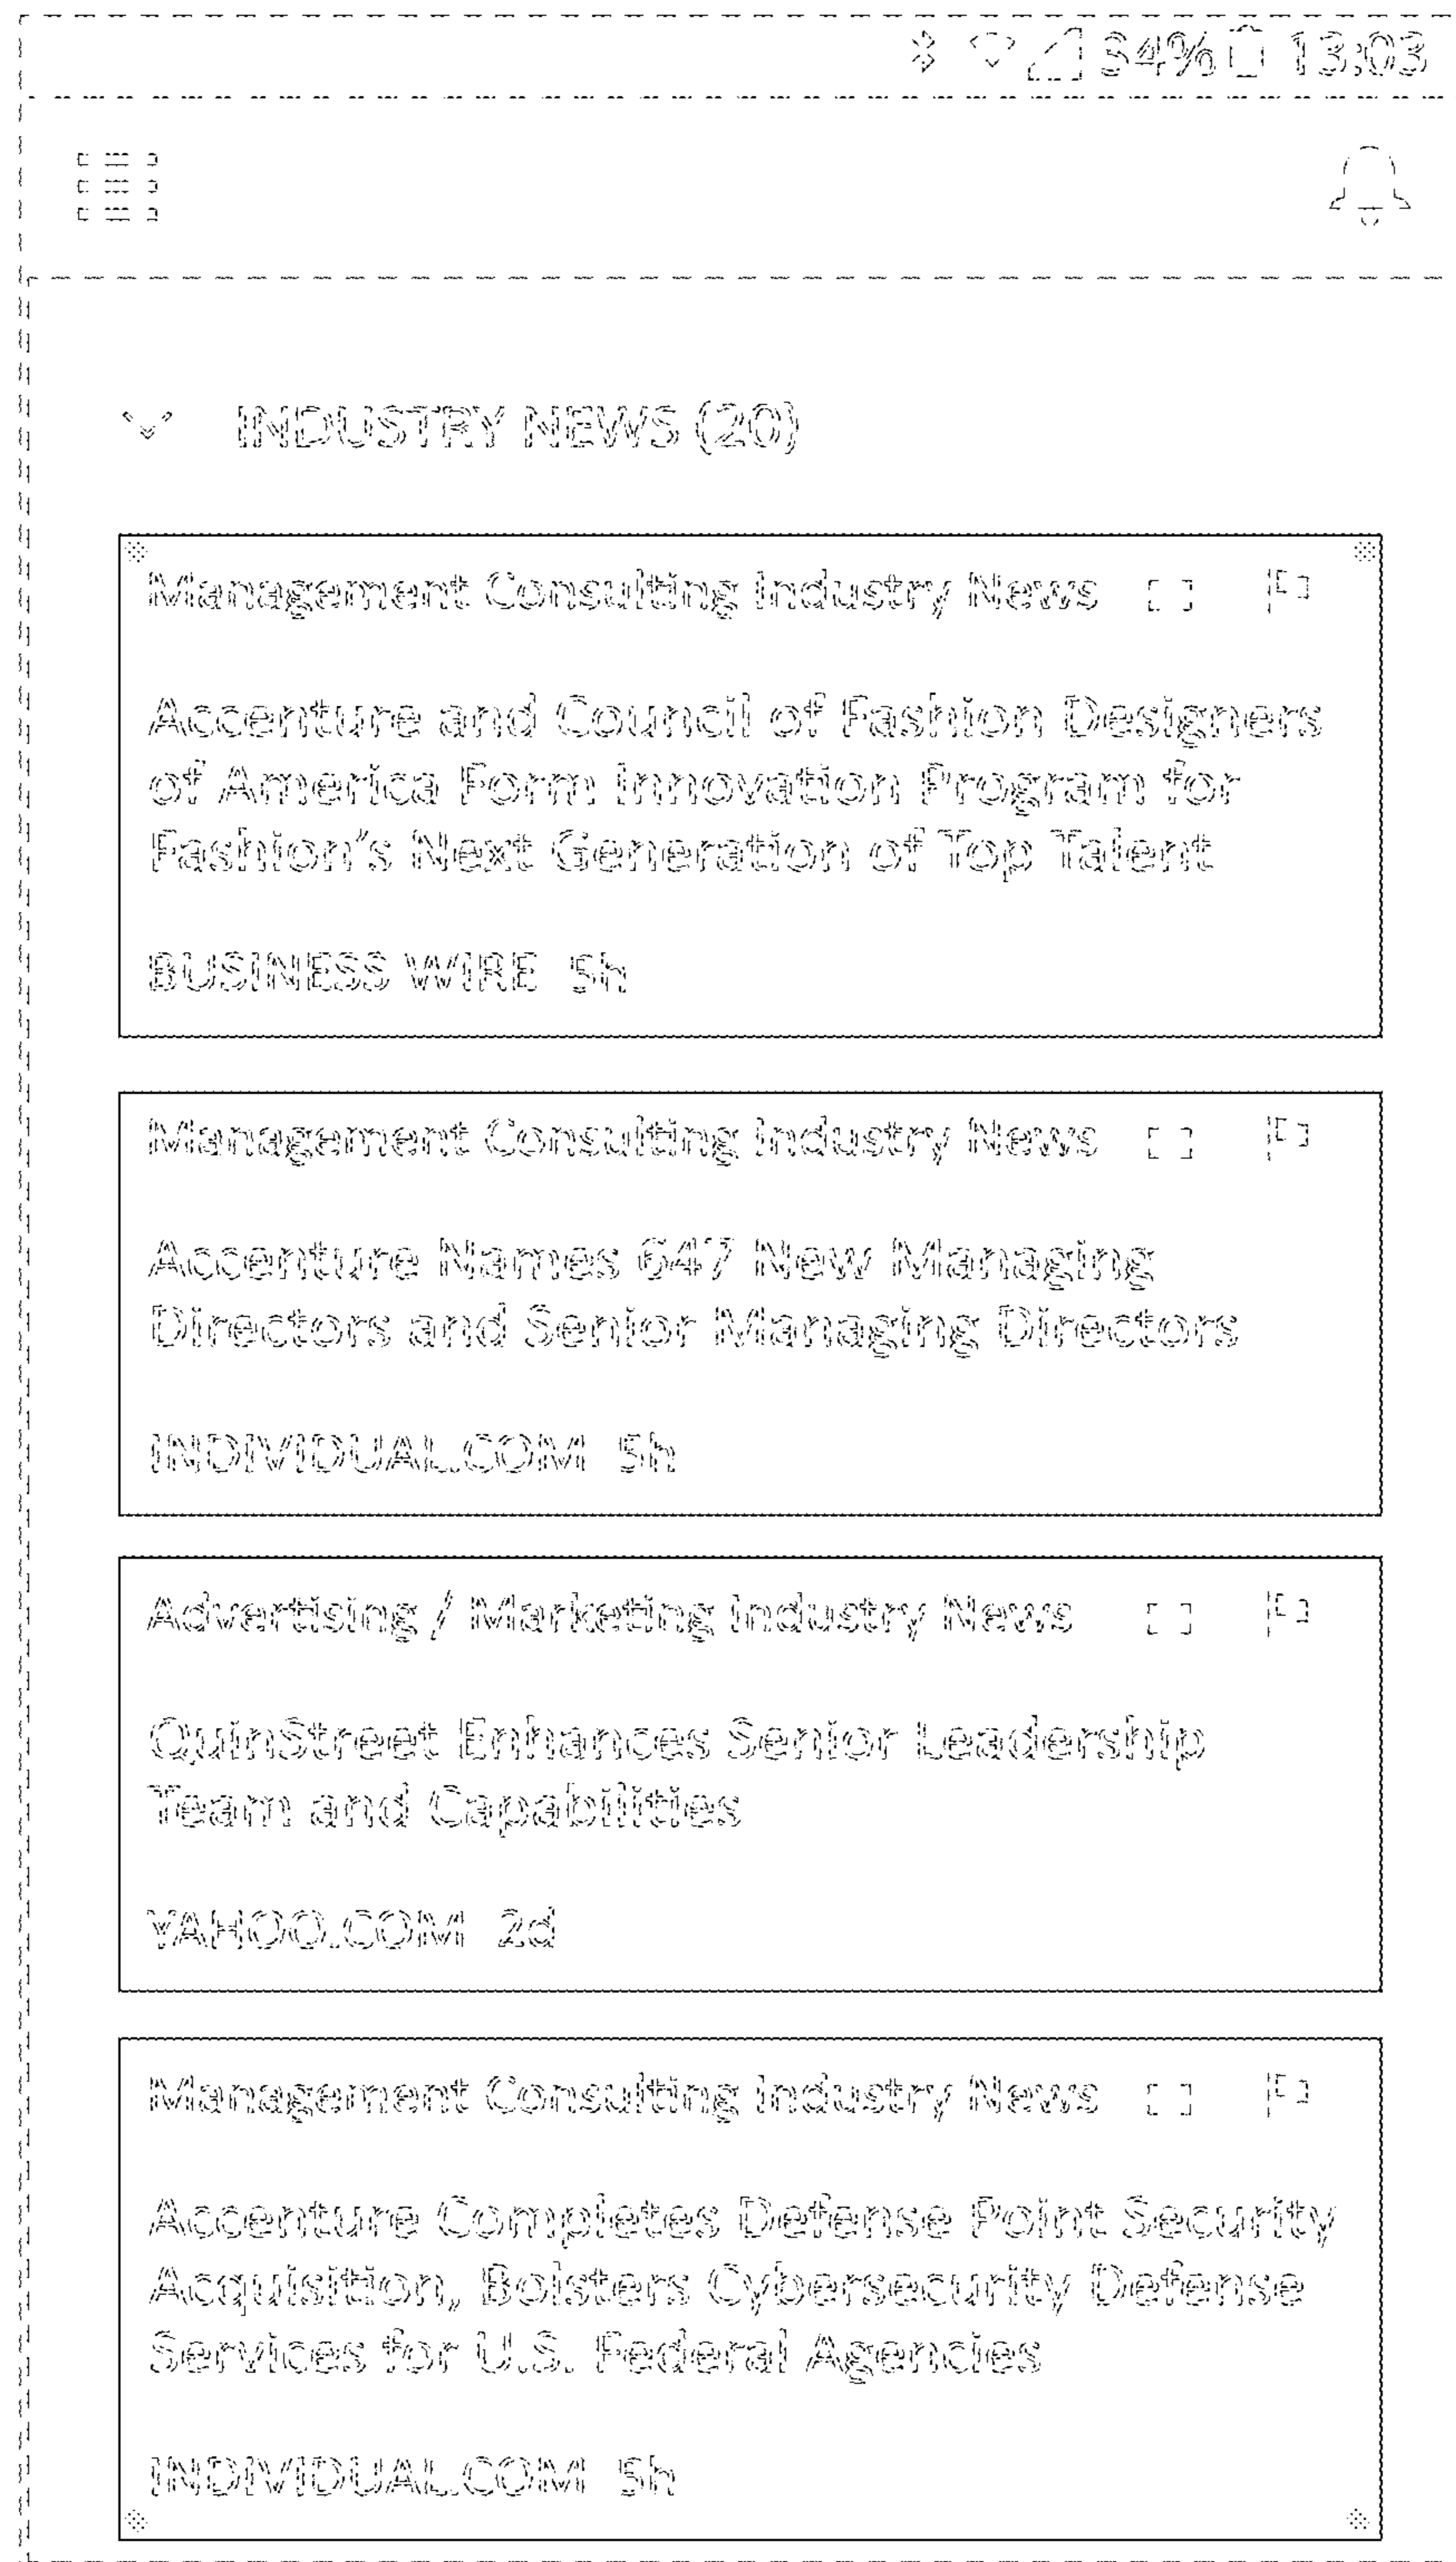 34% 13:03
INDUSTRY NEWS (20)
Management Consulting Industry News
Accenture and Council of Fashion Designers
of America Form Innovation Program for
Fashion's Next Generation of Top Talent
BUSINESS WIRE 5h
Management Consulting Industry News
Accenture Names 647 New Managing
Directors and Senior Managing Directors
INDIVIDUAL.COM 5h
Advertising / Marketing Industry News
QuinStreet Enhances Senior Leadership
Team and Capabilities
YAHOO.COM 2d
Management Consulting Industry News
Accenture Completes Defense Point Security
Acquisition, Bolsters Cybersecurity Defense
Services for U.S. Federal Agencies
INDIVIDUAL.COM 5h